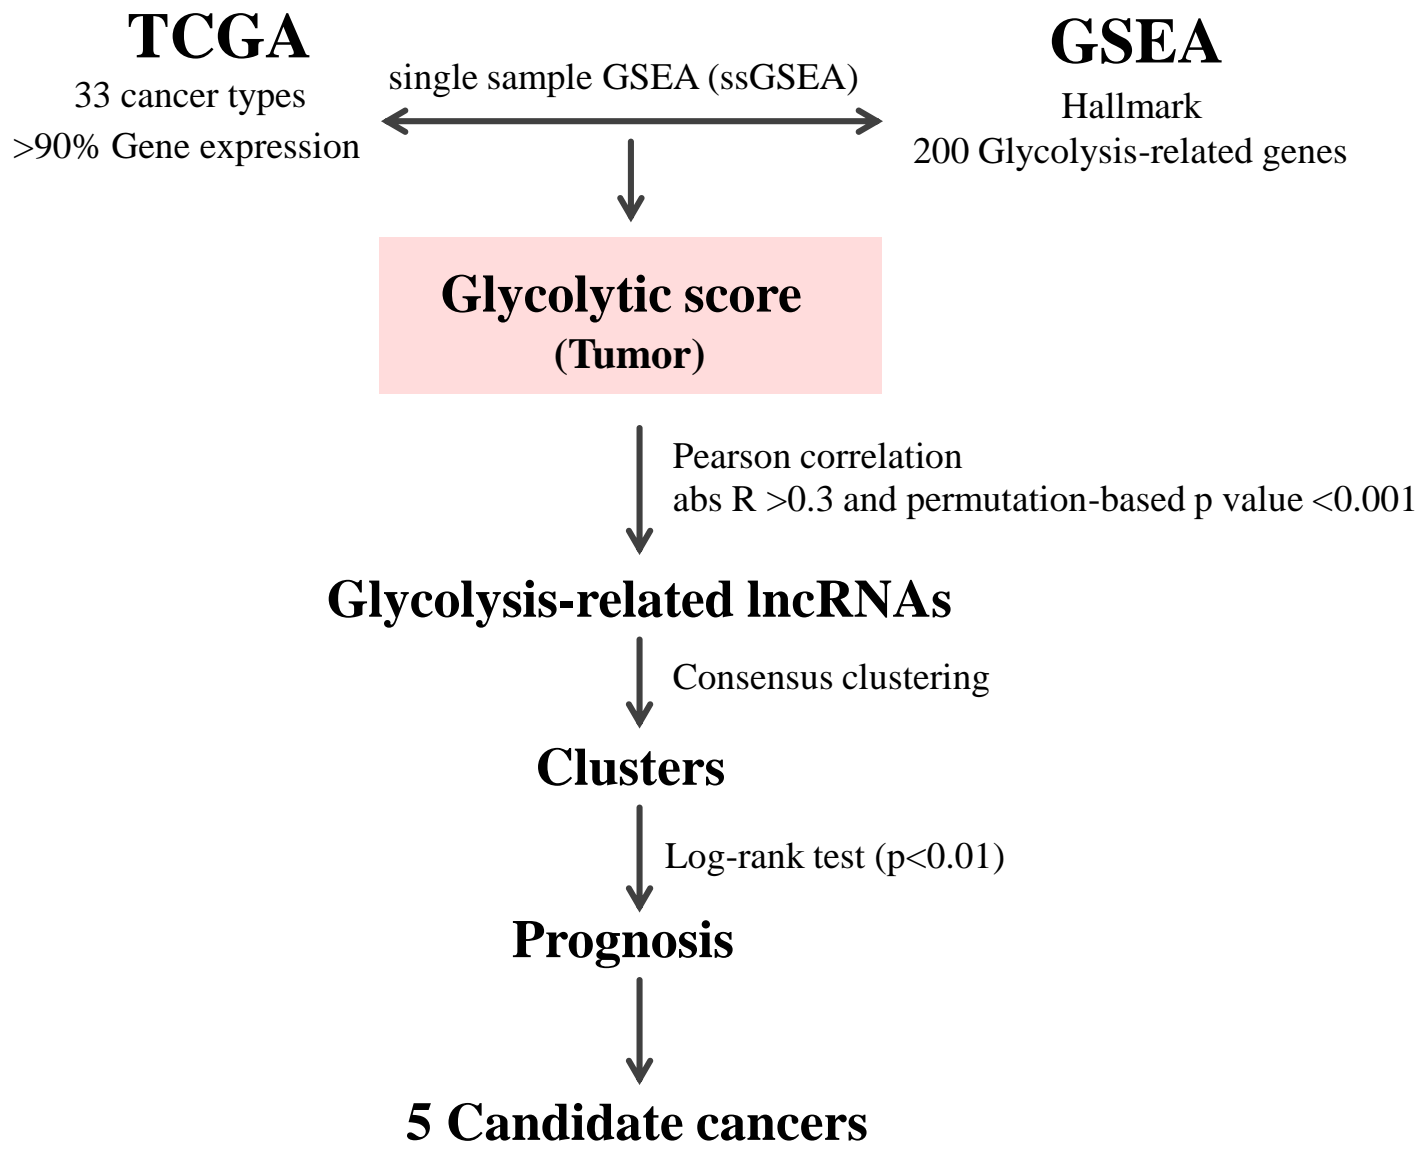 TCGA
33 cancer types
>90% Gene expression
single sample GSEA (ssGSEA)
GSEA
Hallmark
200 Glycolysis-related genes
Glycolytic score
(Tumor)
Pearson correlation
abs R >0.3 and permutation-based p value <0.001
Glycolysis-related lncRNAs
Consensus clustering
Clusters
Log-rank test (p<0.01)
Prognosis
5 Candidate cancers